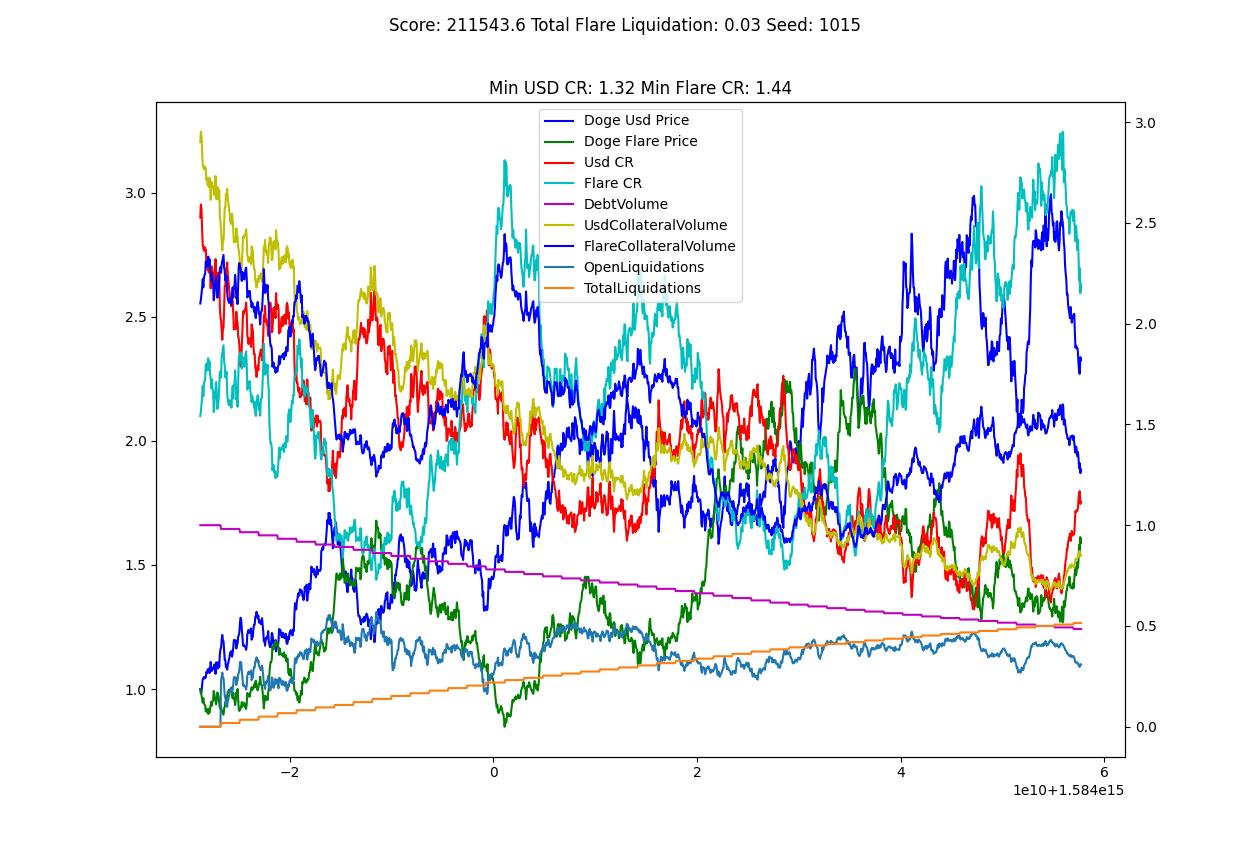 Score: 211543.6 Total Flare Liquidation: 0.03 Seed: 1015
Min USD CR: 1.32 Min Flare CR: 1.44
Doge Usd Price
Doge Flare Price
Usd CR
Flare CR
DebtVolume
UsdCollateralVolume
FlareCollateralVolume
OpenLiquidations
TotalLiquidations
3.0
2.5
2.0
1.5
1.0
3.0
2.5
2.0
1.5
1.0
0.5
0.0
−2
0
2
4
6
1e10+1.584e15